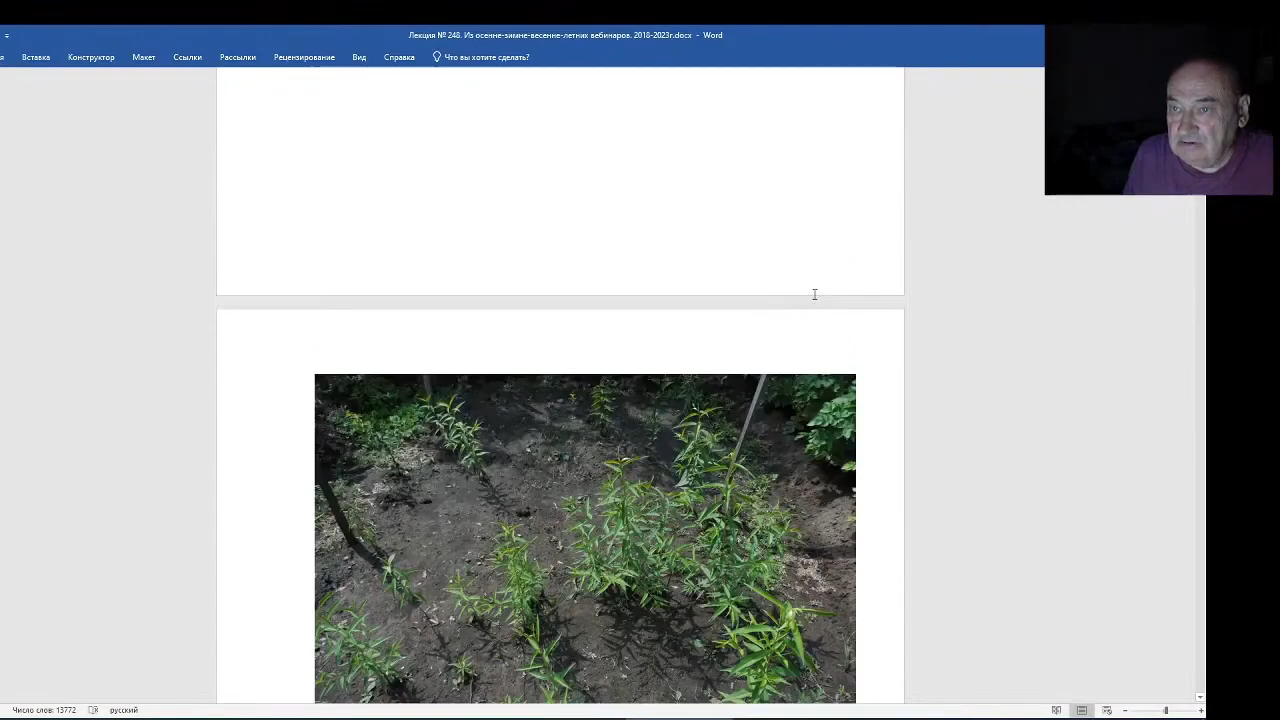 Лекция № 248. Из осенне-зимне-весенне-летних вебинаров. 2018-2023г.docx - Word
Вставка Конструктор Макет Ссылки Рассылки Рецензирование Вид Справка Что вы хотите сделать?
Число слов: 13772 русский